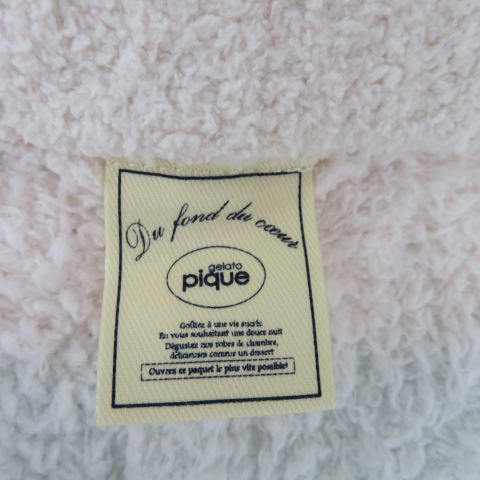 Du fond du cœur
gelato
pique
Goûtez à une vie sucrée
En vous souhaitant une douce nuit
Dégustez nos robes de chambre,
délicieuses comme un dessert
Ouvrez ce paquet le plus vite possible!